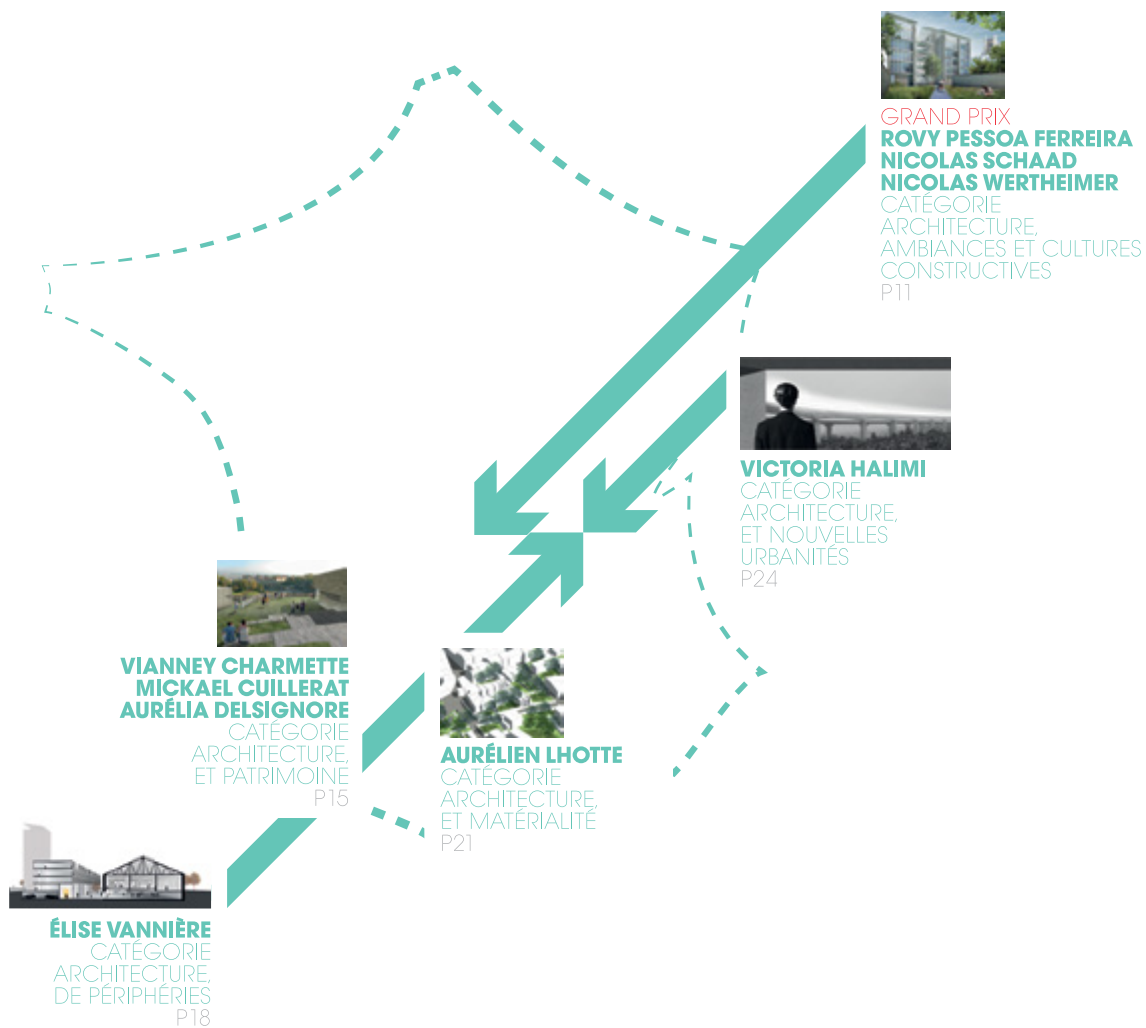 GRAND PRIX
ROVY PESSOA FERREIRA
NICOLAS SCHAAD
NICOLAS WERTHEIMER
CATÉGORIE
ARCHITECTURE,
AMBIANCES ET CULTURES
CONSTRUCTIVES
P11
VICTORIA HALIMI
CATÉGORIE
ARCHITECTURE,
ET NOUVELLES
URBANITÉS
P24
VIANNEY CHARMETTE
MICKAEL CUILLERAT
AURÉLIA DELSIGNORE
CATÉGORIE
ARCHITECTURE,
ET PATRIMOINE
P15
AURÉLIEN LHOTTE
CATÉGORIE
ARCHITECTURE,
ET MATÉRIALITÉ
P21
ÉLISE VANNIÈRE
CATÉGORIE
ARCHITECTURE,
DE PÉRIPHÉRIES
P18